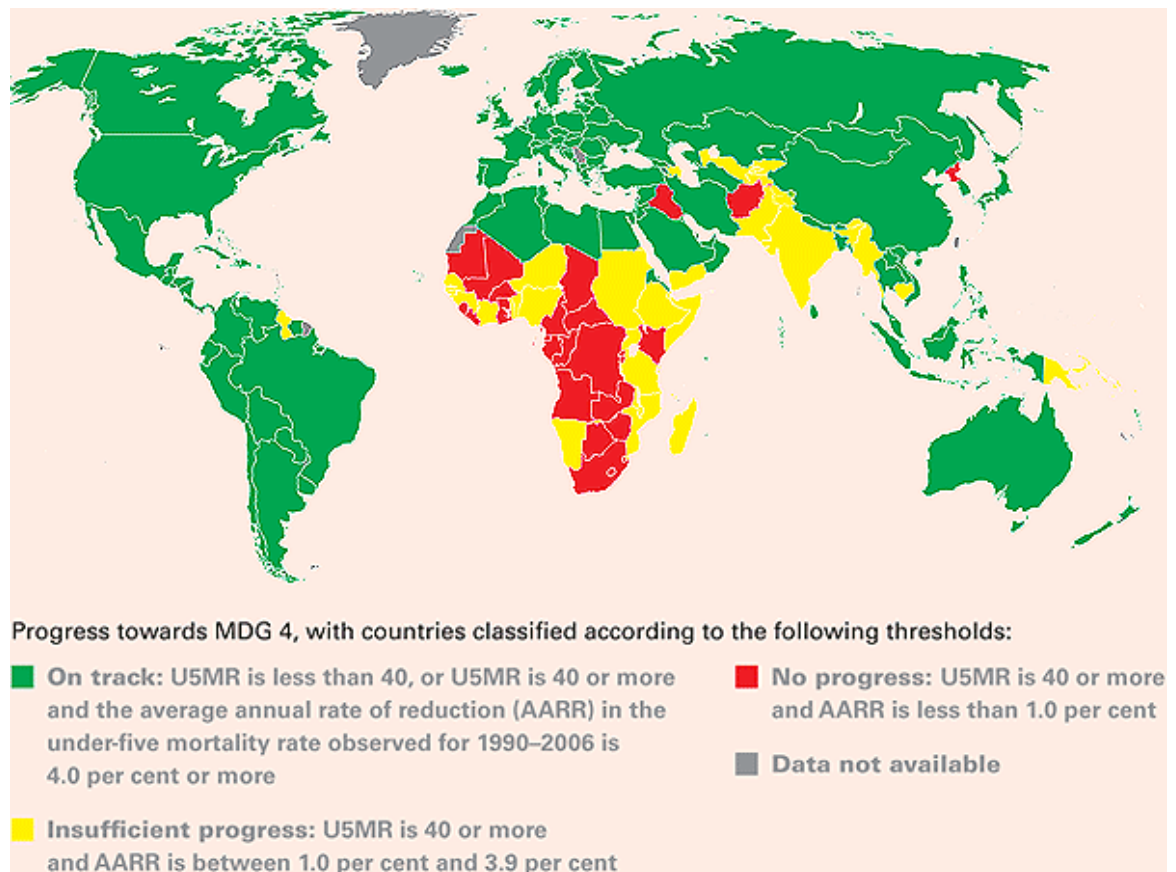 Progress towards MDG 4, with countries classified according to the following thresholds:
On track: U5MR is less than 40, or U5MR is 40 or more
and the average annual rate of reduction (AARR) in the
under-five mortality rate observed for 1990–2006 is
4.0 per cent or more
Insufficient progress: U5MR is 40 or more
and AARR is between 1.0 per cent and 3.9 per cent
No progress: U5MR is 40 or more
and AARR is less than 1.0 per cent
Data not available